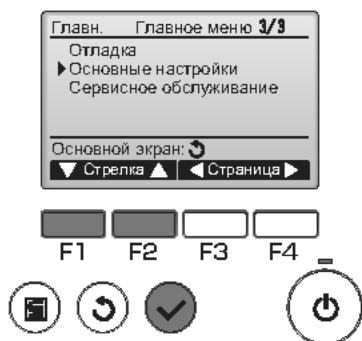 Главн. Главное меню 3/3
Отладка
▶Основные настройки
Сервисное обслуживание
Основной экран:
▼ Стрелка ▲ ◀ Страница ▶
F1 F2 F3 F4